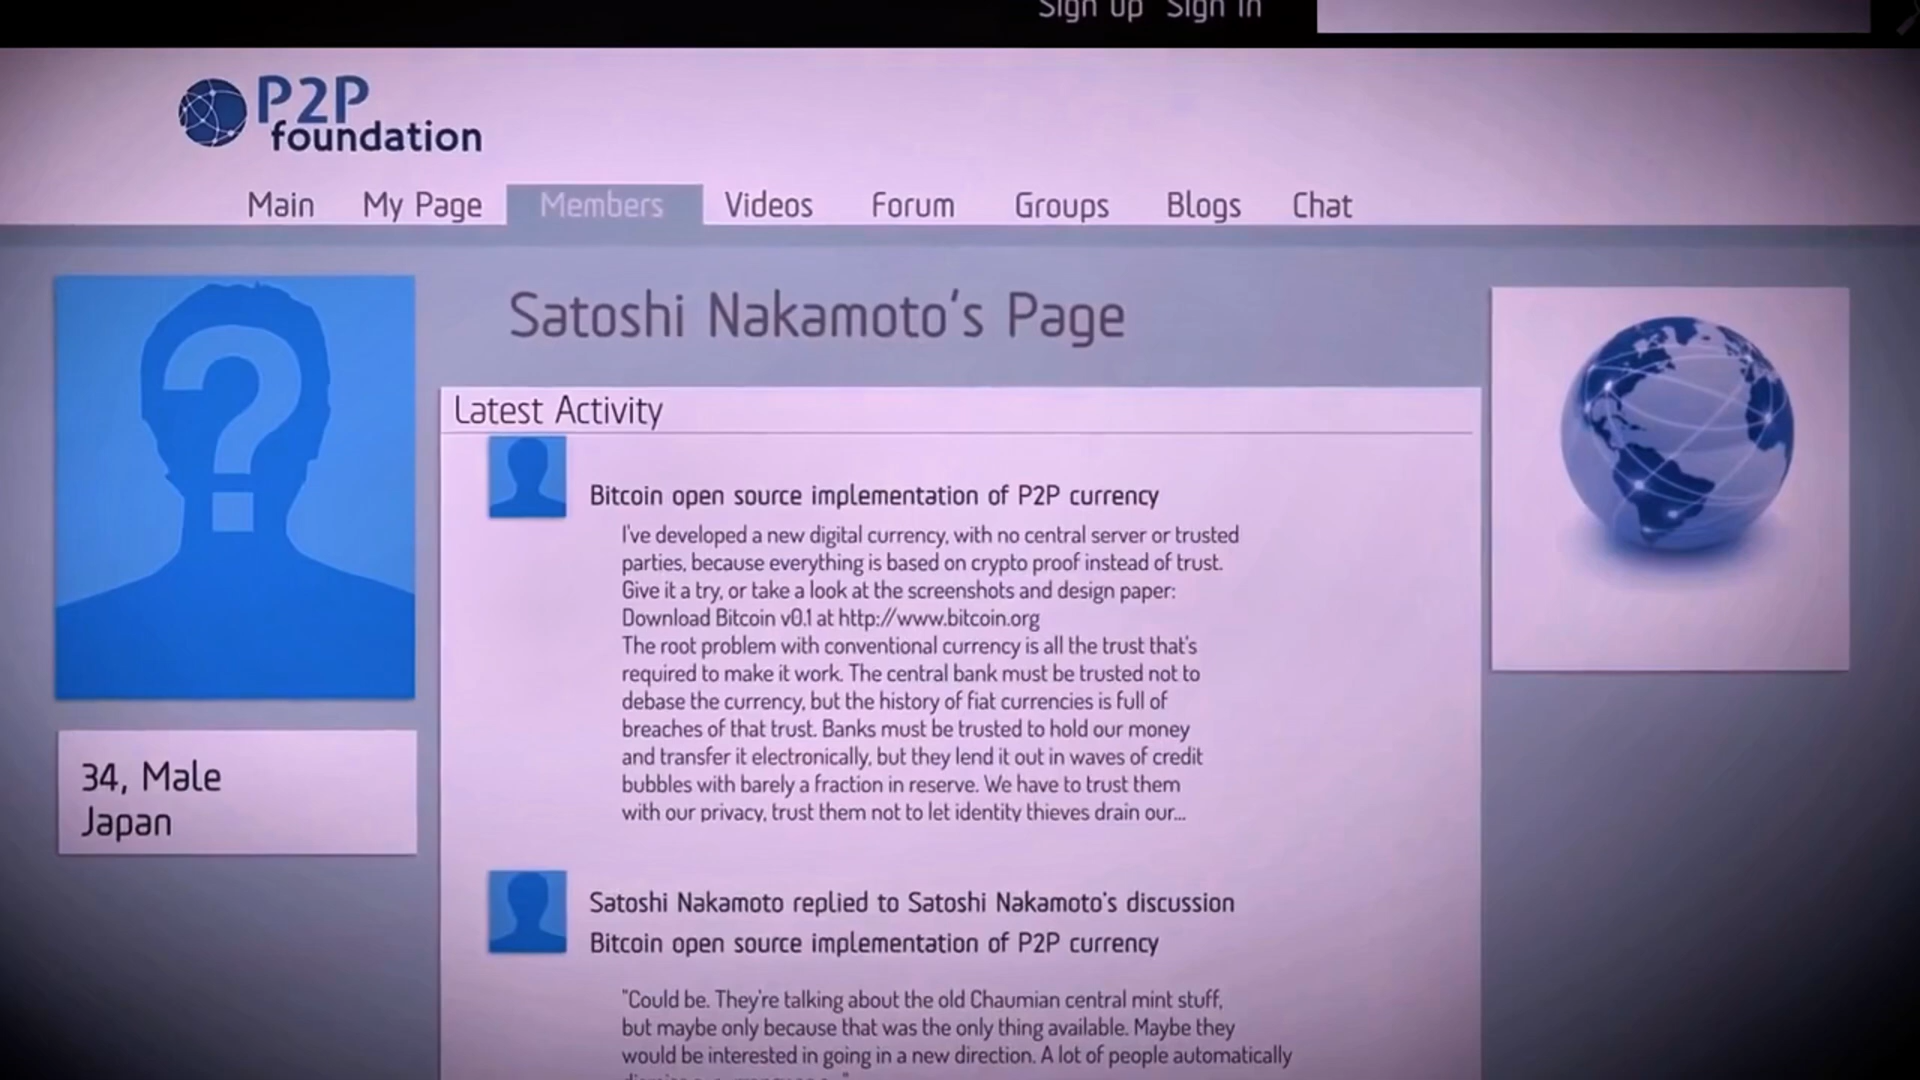 Sign Up Sign In
P2P
foundation
Main My Page Members Videos Forum Groups Blogs Chat
Satoshi Nakamoto's Page
Latest Activity
Bitcoin open source implementation of P2P currency
I've developed a new digital currency, with no central server or trusted
parties, because everything is based on crypto proof instead of trust.
Give it a try, or take a look at the screenshots and design paper:
Download Bitcoin v0.1 at http://www.bitcoin.org
The root problem with conventional currency is all the trust that's
required to make it work. The central bank must be trusted not to
debase the currency, but the history of fiat currencies is full of
breaches of that trust. Banks must be trusted to hold our money
and transfer it electronically, but they lend it out in waves of credit
bubbles with barely a fraction in reserve. We have to trust them
with our privacy, trust them not to let identity thieves drain our...
34, Male
Japan
Satoshi Nakamoto replied to Satoshi Nakamoto's discussion
Bitcoin open source implementation of P2P currency
"Could be. They're talking about the old Chaumian central mint stuff,
but maybe only because that was the only thing available. Maybe they
would be interested in going in a new direction. A lot of people automatically